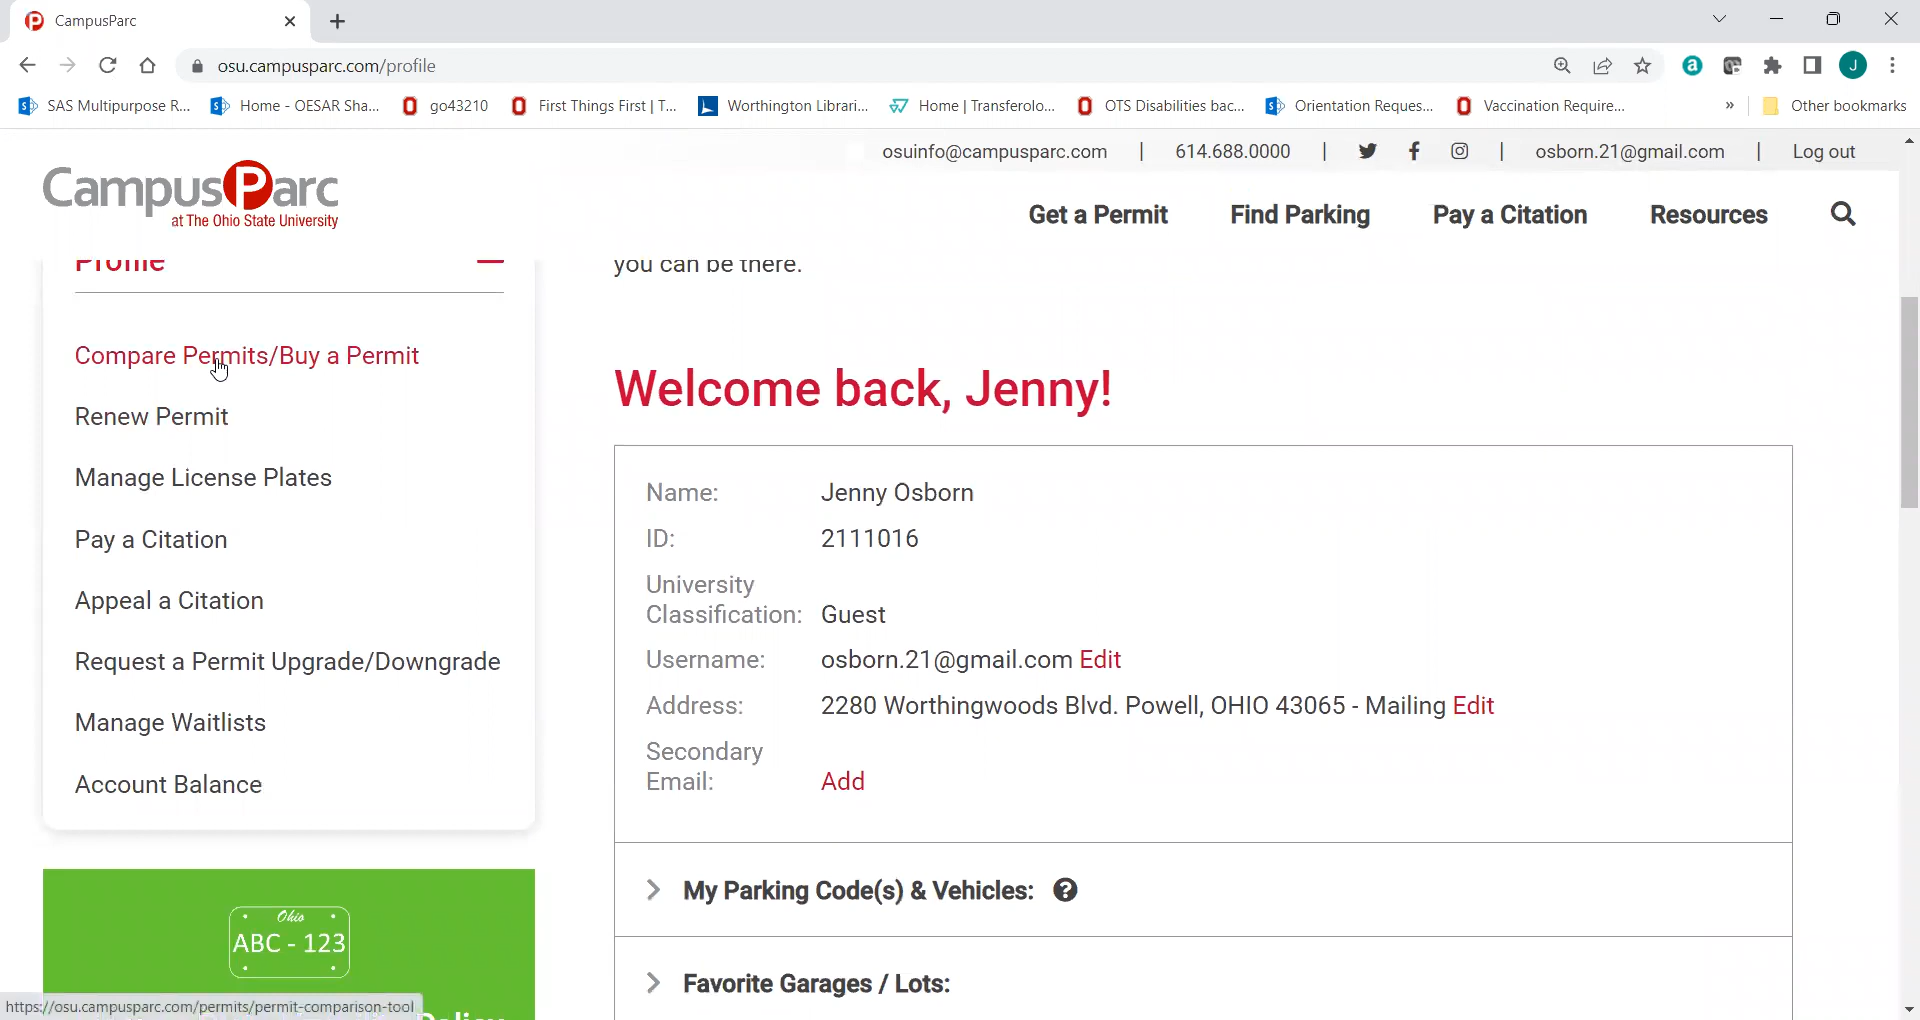 CampusParc
osu.campusparc.com/profile
J
SAS Multipurpose R... Home - OESAR Sha... go43210 First Things First | T... Worthington Librari... Home | Transferolo... OTS Disabilities bac... Orientation Reques... Vaccination Require... » Other bookmarks
osuinfo@campusparc.com | 614.688.0000 | | osborn.21@gmail.com | Log out
CampusParc
at The Ohio State University
Get a Permit Find Parking Pay a Citation Resources
Profile
you can be there.
Compare Permits/Buy a Permit
Renew Permit
Manage License Plates
Pay a Citation
Appeal a Citation
Request a Permit Upgrade/Downgrade
Manage Waitlists
Account Balance
Welcome back, Jenny!
Name: Jenny Osborn
ID: 2111016
University
Classification: Guest
Username: osborn.21@gmail.com Edit
Address: 2280 Worthingwoods Blvd. Powell, OHIO 43065 - Mailing Edit
Secondary
Email: Add
My Parking Code(s) & Vehicles: ?
Favorite Garages / Lots:
Ohio
ABC - 123
https://osu.campusparc.com/permits/permit-comparison-tool